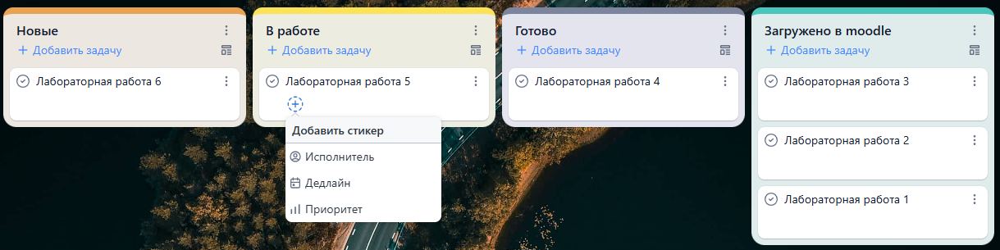 Новые
Добавить задачу
Лабораторная работа 6
В работе
Добавить задачу
Лабораторная работа 5
Добавить стикер
Исполнитель
Дедлайн
Приоритет
Готово
Добавить задачу
Лабораторная работа 4
Загружено в moodle
Добавить задачу
Лабораторная работа 3
Лабораторная работа 2
Лабораторная работа 1